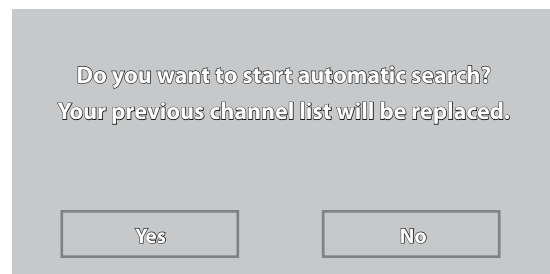 Do you want to start automatic search?
Your previous channel list will be replaced.
Yes
No